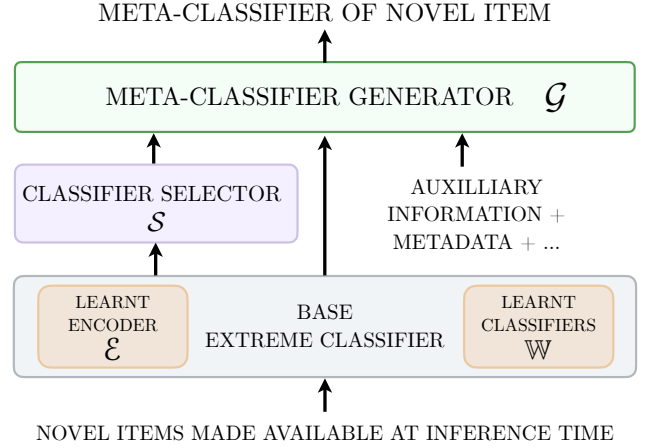 META-CLASSIFIER OF NOVEL ITEM
META-CLASSIFIER GENERATOR 𝒢
CLASSIFIER SELECTOR
𝒮
AUXILLIARY
INFORMATION +
METADATA + ...
LEARNT
ENCODER
ℰ
BASE
EXTREME CLASSIFIER
LEARNT
CLASSIFIERS
𝕎
NOVEL ITEMS MADE AVAILABLE AT INFERENCE TIME